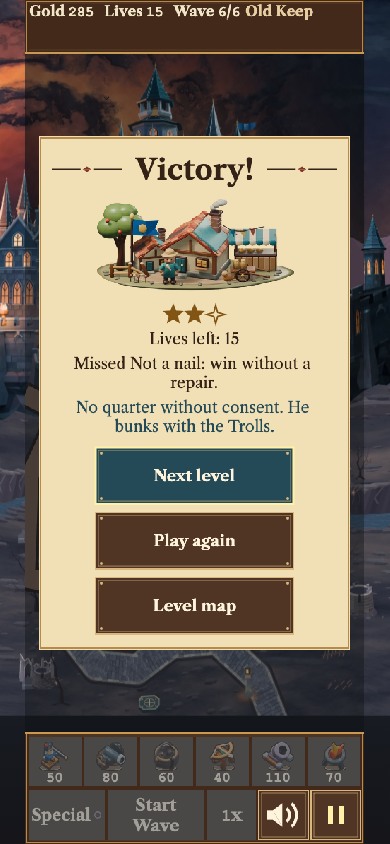 Gold 285 Lives 15 Wave 6/6 Old Keep
Victory!
Lives left: 15
Missed Not a nail: win without a
repair.
No quarter without consent. He
bunks with the Trolls.
Next level
Play again
Level map
50 80 60 40 110 70
Special
Start
Wave
1x